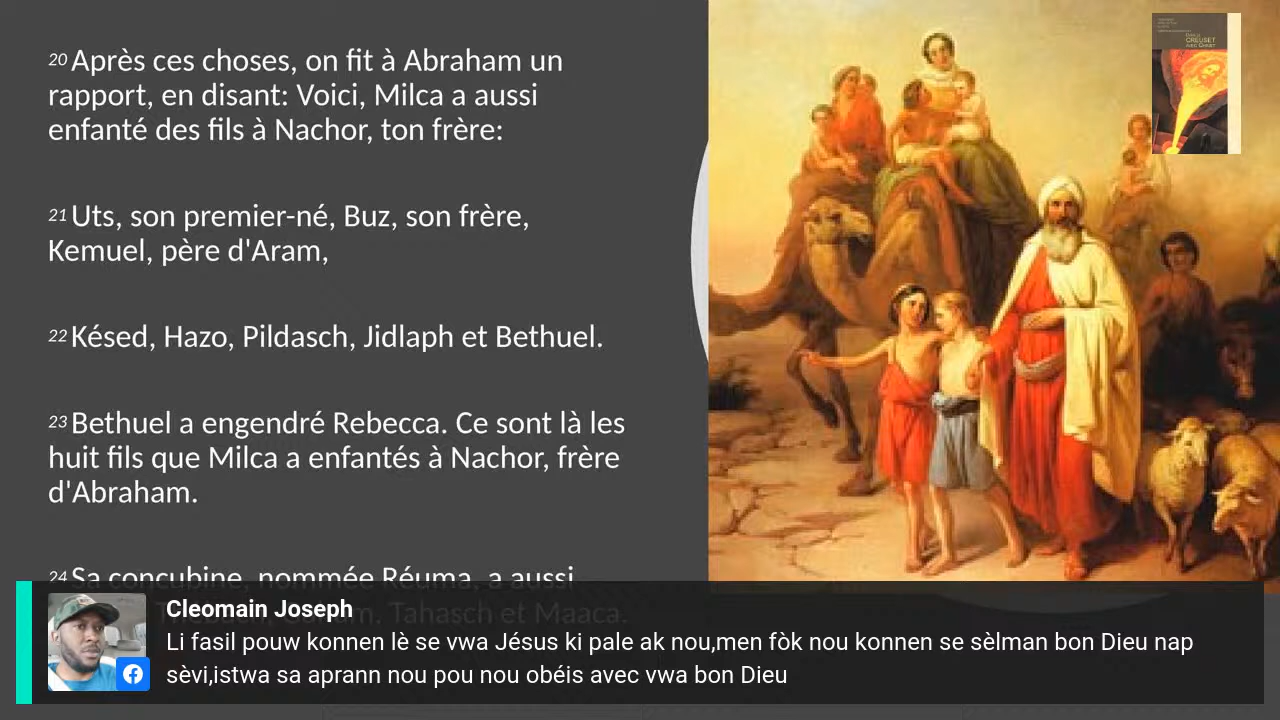 20 Après ces choses, on fit à Abraham un
rapport, en disant: Voici, Milca a aussi
enfanté des fils à Nachor, ton frère:
21 Uts, son premier-né, Buz, son frère,
Kemuel, père d'Aram,
22 Késed, Hazo, Pildasch, Jidlaph et Bethuel.
23 Bethuel a engendré Rebecca. Ce sont là les
huit fils que Milca a enfantés à Nachor, frère
d'Abraham.
24 Sa concubine, nommée Réuma, a aussi
Tahasch et Maaca.
CREUSET
AVEC CHRIST
Cleomain Joseph
Li fasil pouw konnen lè se vwa Jésus ki pale ak nou,men fòk nou konnen se sèlman bon Dieu nap
sèvi,istwa sa aprann nou pou nou obéis avec vwa bon Dieu